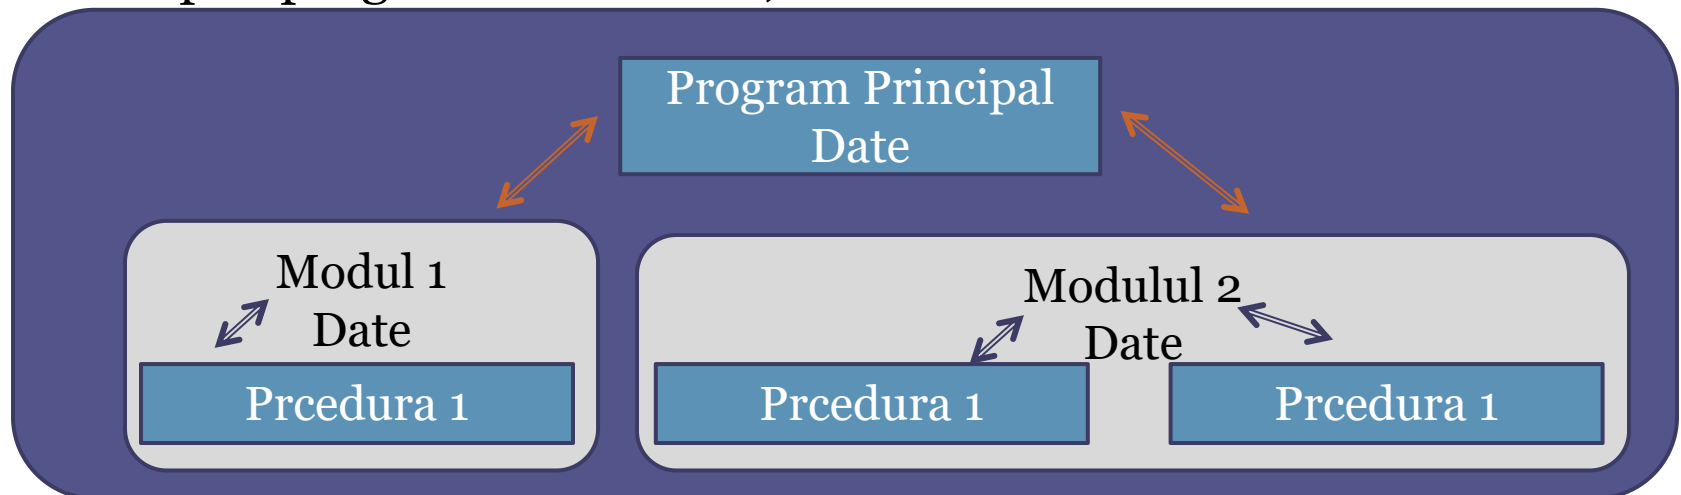 Program Principal
Date
Modul 1
Date
Prcedura 1
Modulul 2
Date
Prcedura 1
Prcedura 1